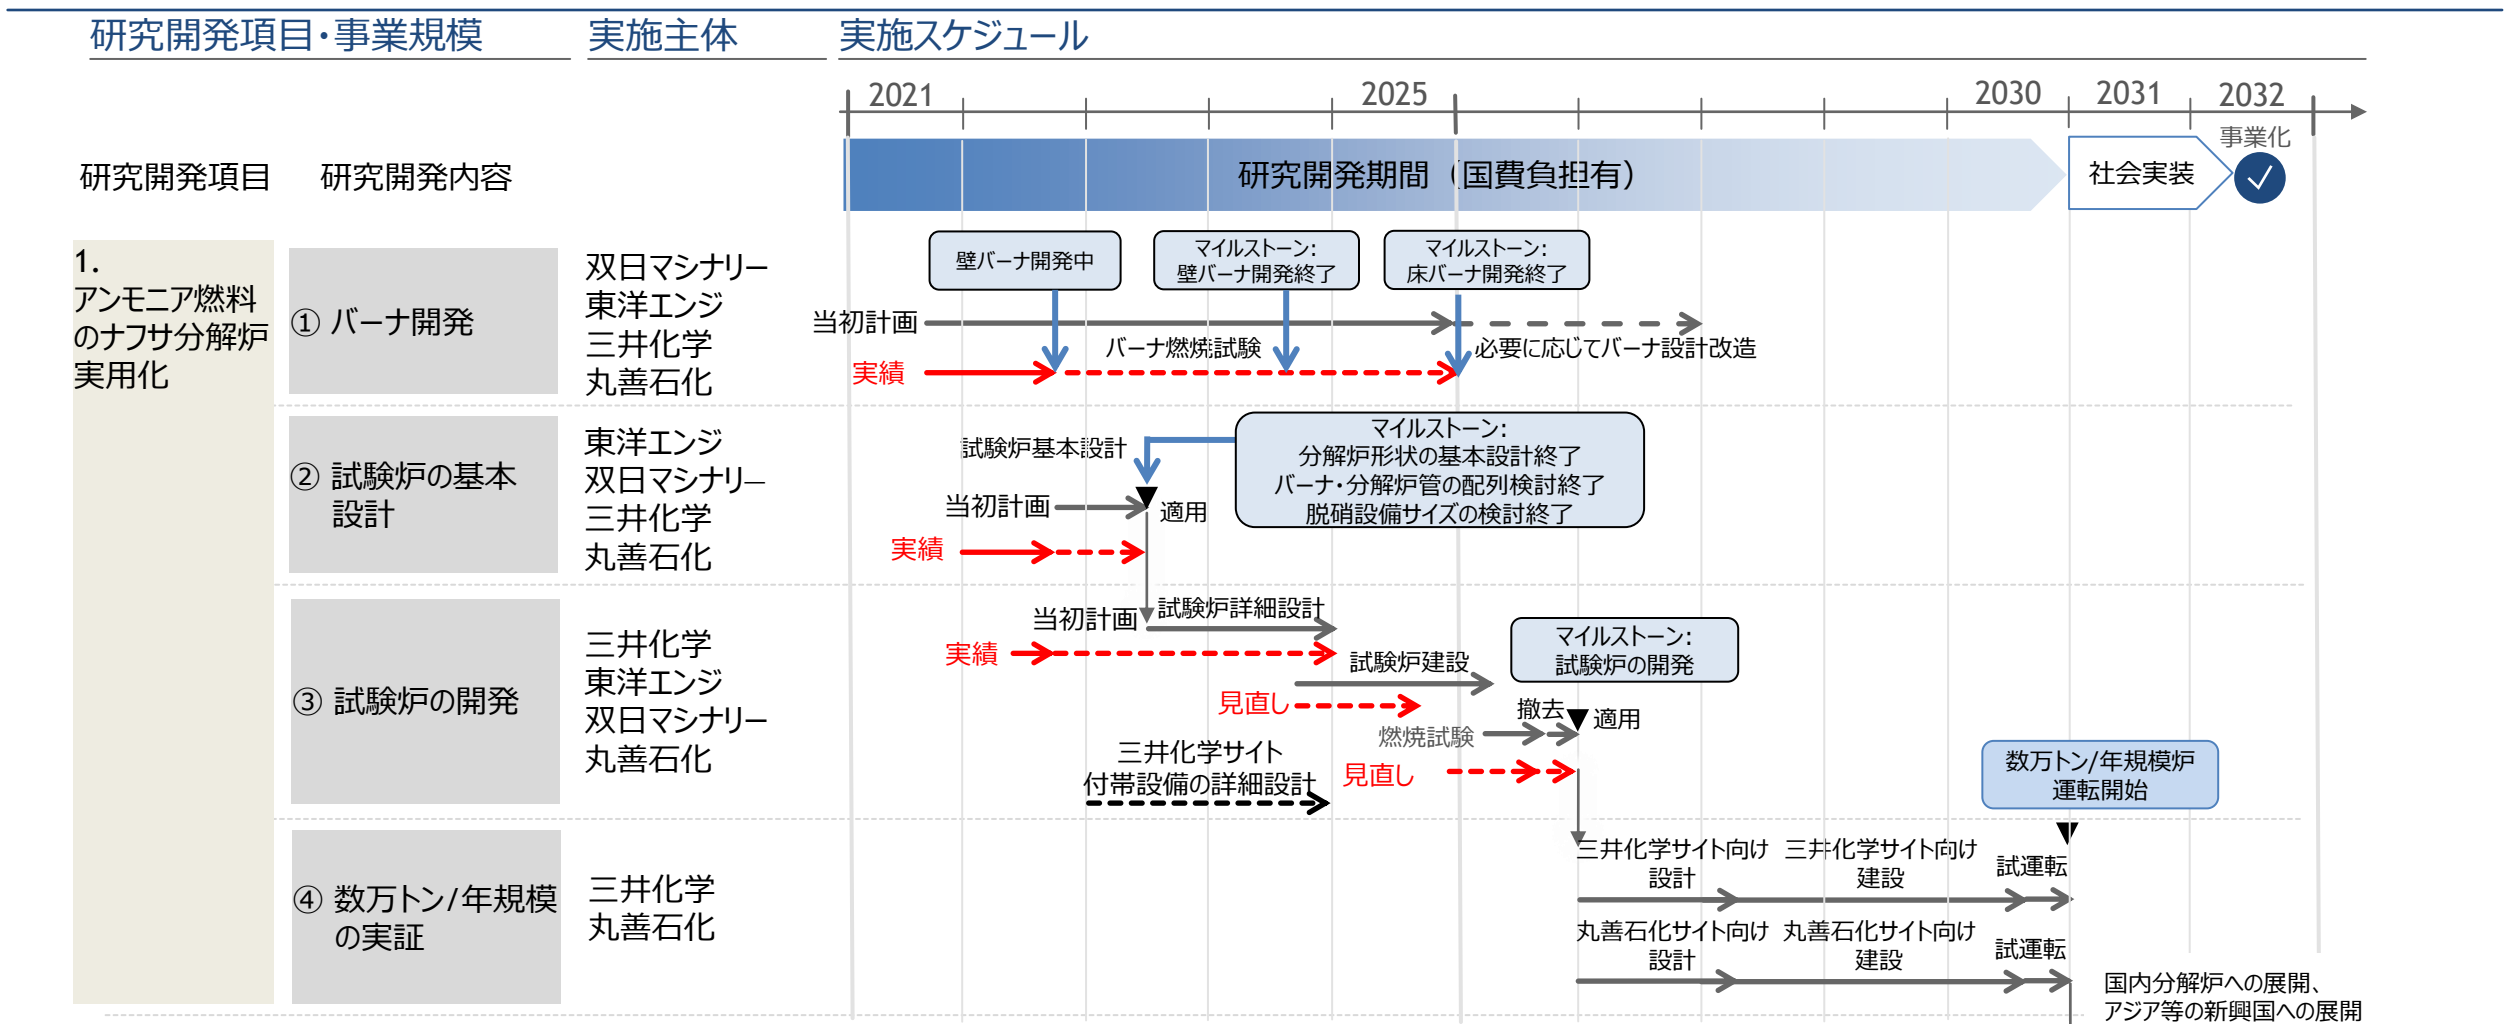 研究開発項目・事業規模
実施主体
実施スケジュール
2021
2025
2030
2031
2032
事業化
研究開発項目
研究開発内容
研究開発期間（国費負担有）
社会実装
1.
アンモニア燃料
のナフサ分解炉
実用化
① バーナ開発
双日マシナリー
東洋エンジ
三井化学
丸善石化
壁バーナ開発中
マイルストーン:
壁バーナ開発終了
マイルストーン:
床バーナ開発終了
当初計画
バーナ燃焼試験
必要に応じてバーナ設計改造
実績
② 試験炉の基本
設計
東洋エンジ
双日マシナリー
三井化学
丸善石化
試験炉基本設計
マイルストーン:
分解炉形状の基本設計終了
バーナ・分解炉管の配列検討終了
脱硝設備サイズの検討終了
当初計画
適用
実績
③ 試験炉の開発
三井化学
東洋エンジ
双日マシナリー
丸善石化
当初計画
試験炉詳細設計
実績
試験炉建設
マイルストーン:
試験炉の開発
見直し
撤去
適用
燃焼試験
三井化学サイト
付帯設備の詳細設計
見直し
数万トン/年規模炉
運転開始
④ 数万トン/年規模
の実証
三井化学
丸善石化
三井化学サイト向け
設計
三井化学サイト向け
建設
試運転
丸善石化サイト向け
設計
丸善石化サイト向け
建設
試運転
国内分解炉への展開、
アジア等の新興国への展開